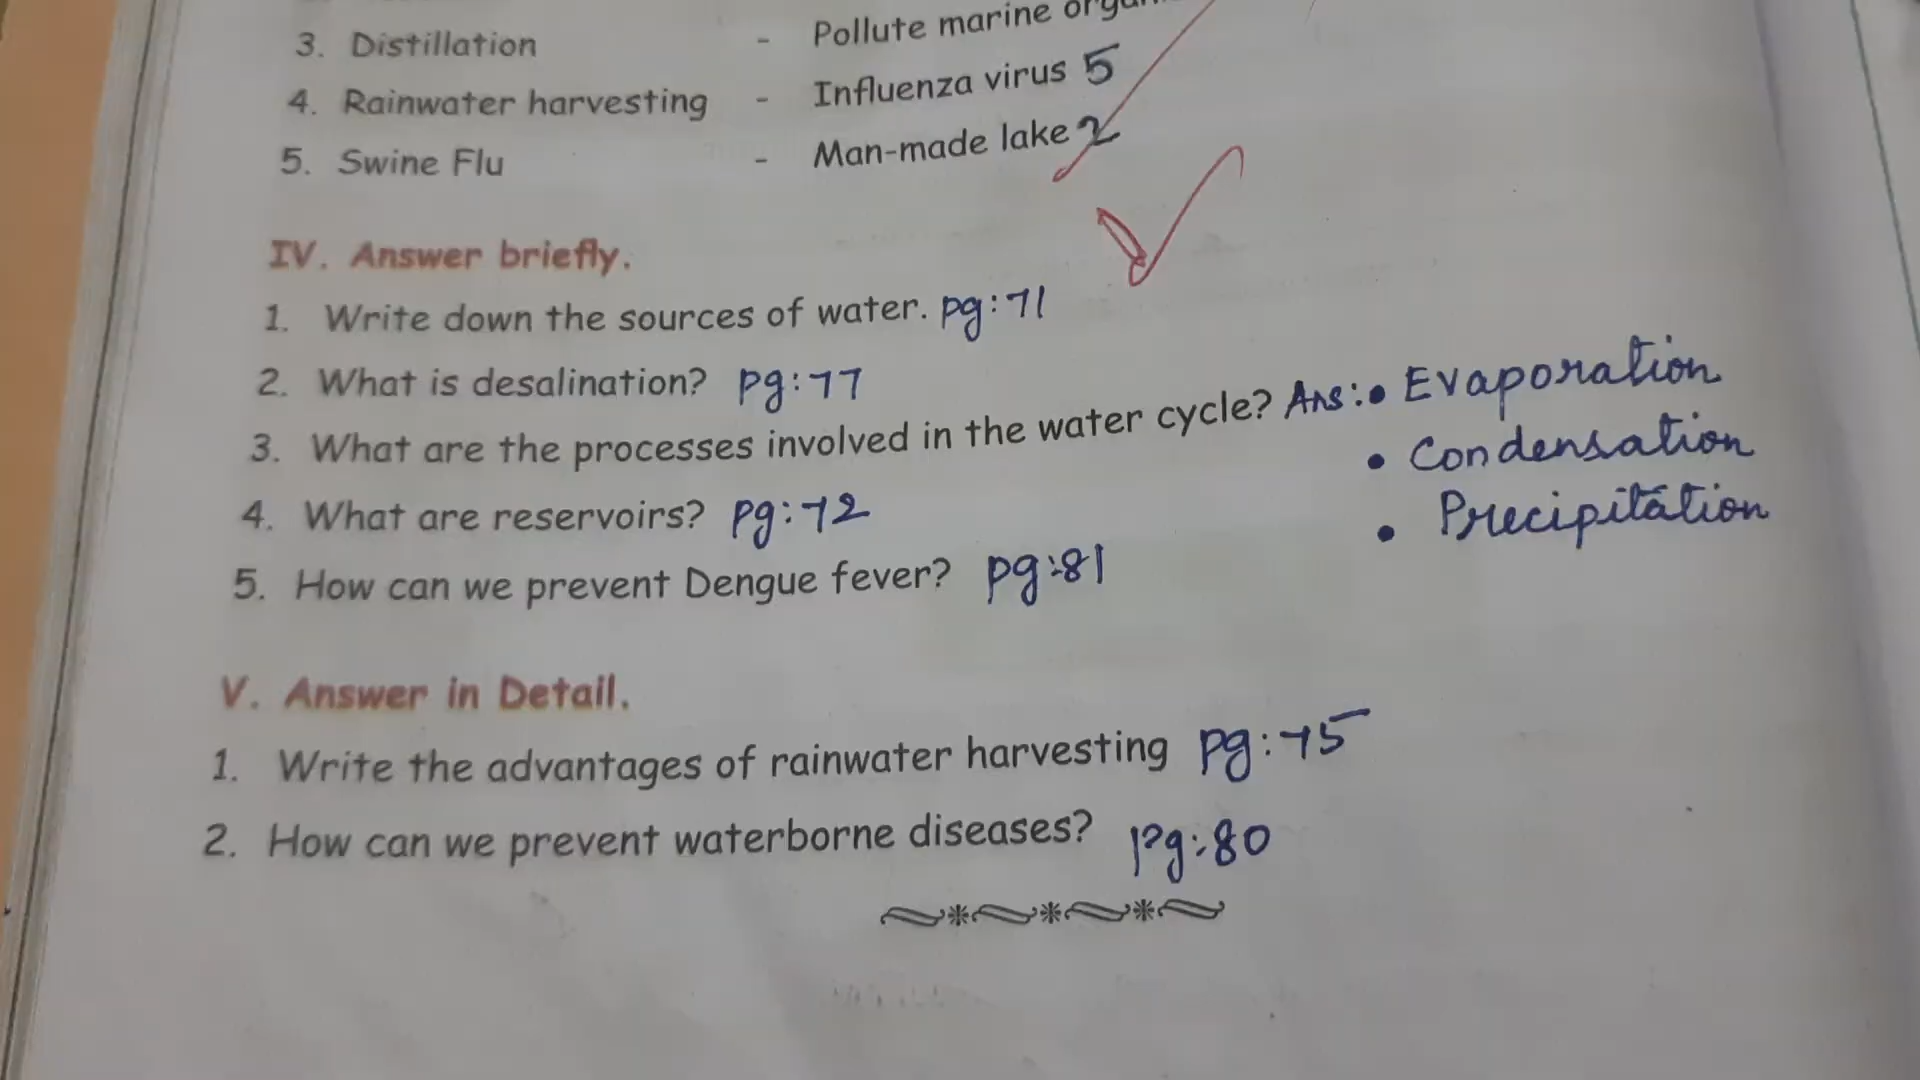 3. Distillation - Pollute marine
4. Rainwater harvesting - Influenza virus 5
5. Swine Flu - Man-made lake 2
IV. Answer briefly.
1. Write down the sources of water. pg:71
2. What is desalination? pg:77
3. What are the processes involved in the water cycle? Ans:• Evaporation
• Condensation
• Precipitation
4. What are reservoirs? pg:72
5. How can we prevent Dengue fever? pg:81
V. Answer in Detail.
1. Write the advantages of rainwater harvesting pg:75
2. How can we prevent waterborne diseases? pg:80